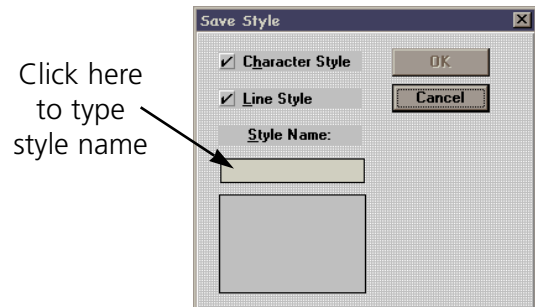 Save Style
Click here
to type
style name
Character Style
OK
Line Style
Cancel
Style Name: